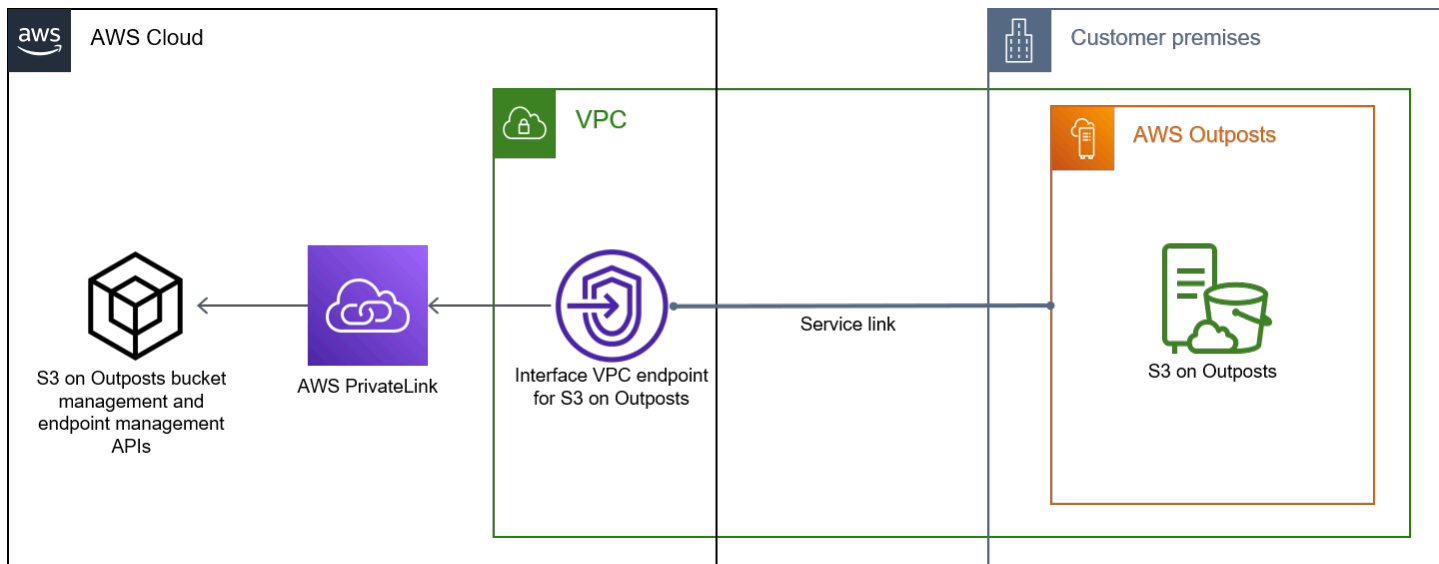 aws
AWS Cloud
Customer premises
VPC
AWS Outposts
S3 on Outposts bucket
management and
endpoint management
APIs
AWS PrivateLink
Interface VPC endpoint
for S3 on Outposts
Service link
S3 on Outposts